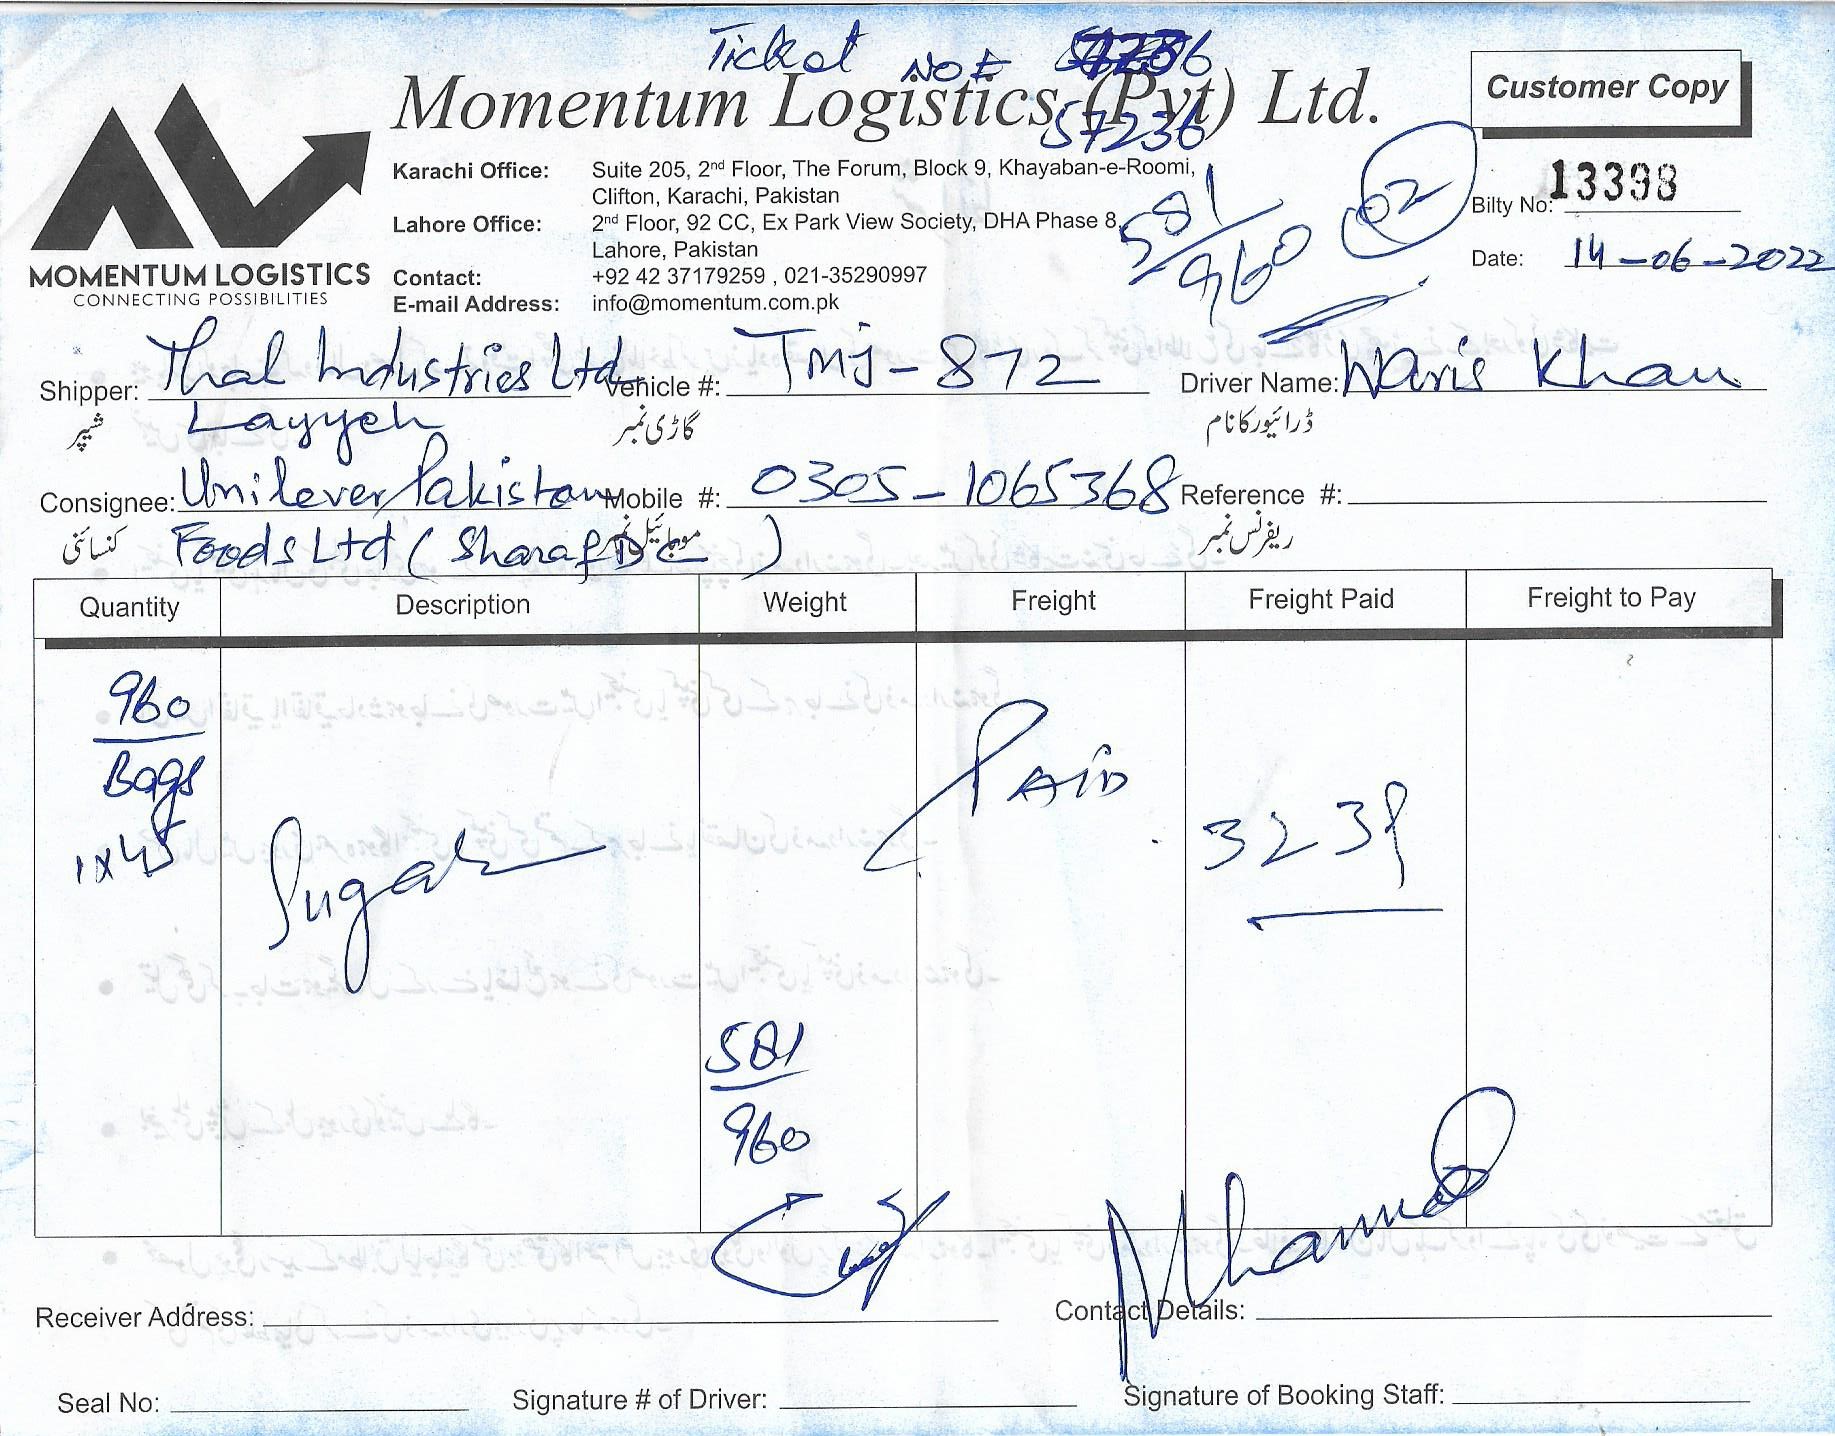 Ticket NO # 57236
57236
Momentum Logistics (Pvt) Ltd.
Customer Copy
MOMENTUM LOGISTICS
CONNECTING POSSIBILITIES
Karachi Office: Suite 205, 2nd Floor, The Forum, Block 9, Khayaban-e-Roomi,
Clifton, Karachi, Pakistan
Lahore Office: 2nd Floor, 92 CC, Ex Park View Society, DHA Phase 8,
Lahore, Pakistan
Contact: +92 42 37179259 , 021-35290997
E-mail Address: info@momentum.com.pk
581
960
02
Bilty No: 13398
Date: 14-06-2022
Shipper: Thal Industries Ltd Vehicle #: TMJ-872 Driver Name: Waris Khan
شیپر Layyah گاڑی نمبر ڈرائیور کا نام
Consignee: Unilever Pakistan Mobile #: 0305-1065368 Reference #:
کنسائنی Foods Ltd (Sharaf DC) موبائیل نمبر ریفرنس نمبر
Quantity Description Weight Freight Freight Paid Freight to Pay
960
Bags
1x45
Sugar
PAID
581
960
Receiver Address: Contact Details:
Seal No: Signature # of Driver: Signature of Booking Staff: